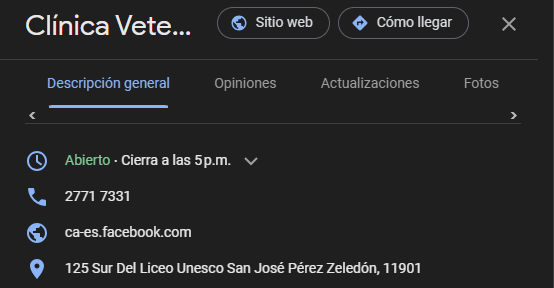 Clínica Vete...
Sitio web
Cómo llegar
Descripción general
Opiniones
Actualizaciones
Fotos
Abierto · Cierra a las 5 p.m.
2771 7331
ca-es.facebook.com
125 Sur Del Liceo Unesco San José Pérez Zeledón, 11901